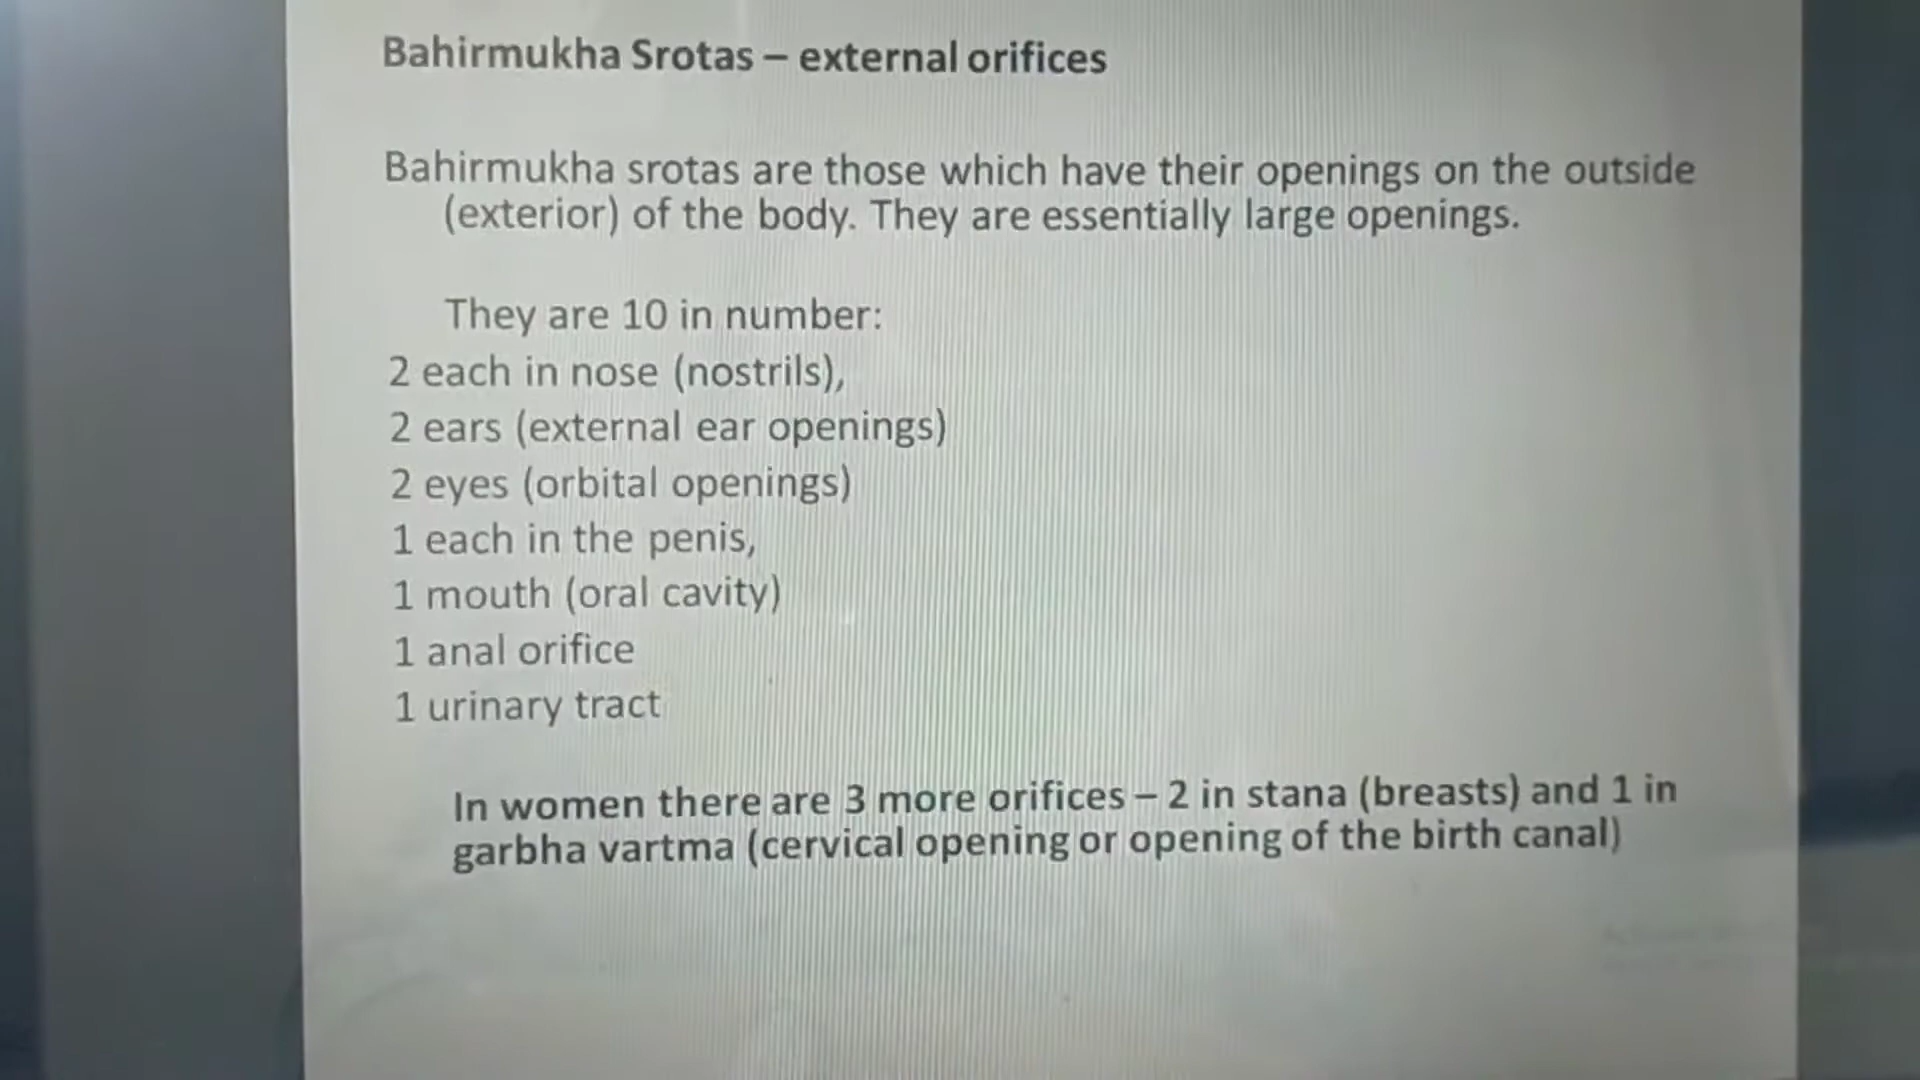 Bahirmukha Srotas – external orifices
Bahirmukha srotas are those which have their openings on the outside
(exterior) of the body. They are essentially large openings.
They are 10 in number:
2 each in nose (nostrils),
2 ears (external ear openings)
2 eyes (orbital openings)
1 each in the penis,
1 mouth (oral cavity)
1 anal orifice
1 urinary tract
In women there are 3 more orifices – 2 in stana (breasts) and 1 in
garbha vartma (cervical opening or opening of the birth canal)